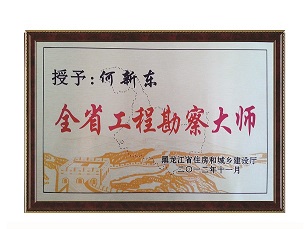 授予:何新东
全省工程勘察大师
黑龙江省住房和城乡建设厅
二〇一二年十一月